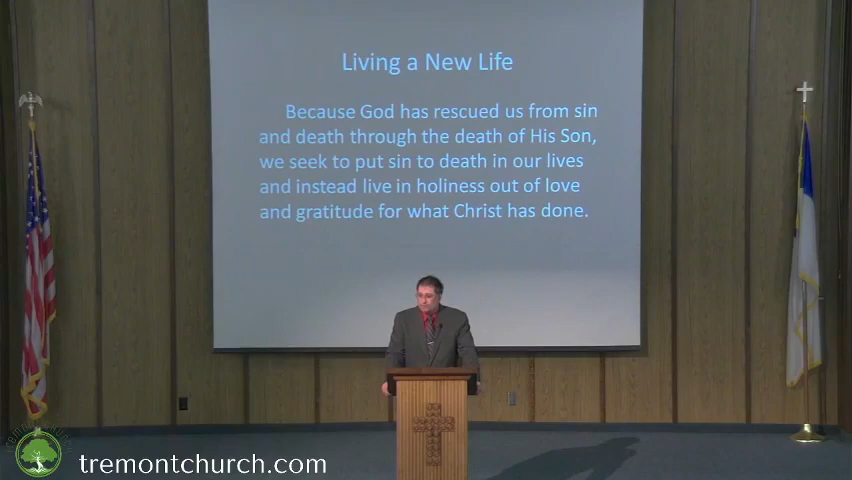 Living a New Life
Because God has rescued us from sin
and death through the death of His Son,
we seek to put sin to death in our lives
and instead live in holiness out of love
and gratitude for what Christ has done.
tremontchurch.com